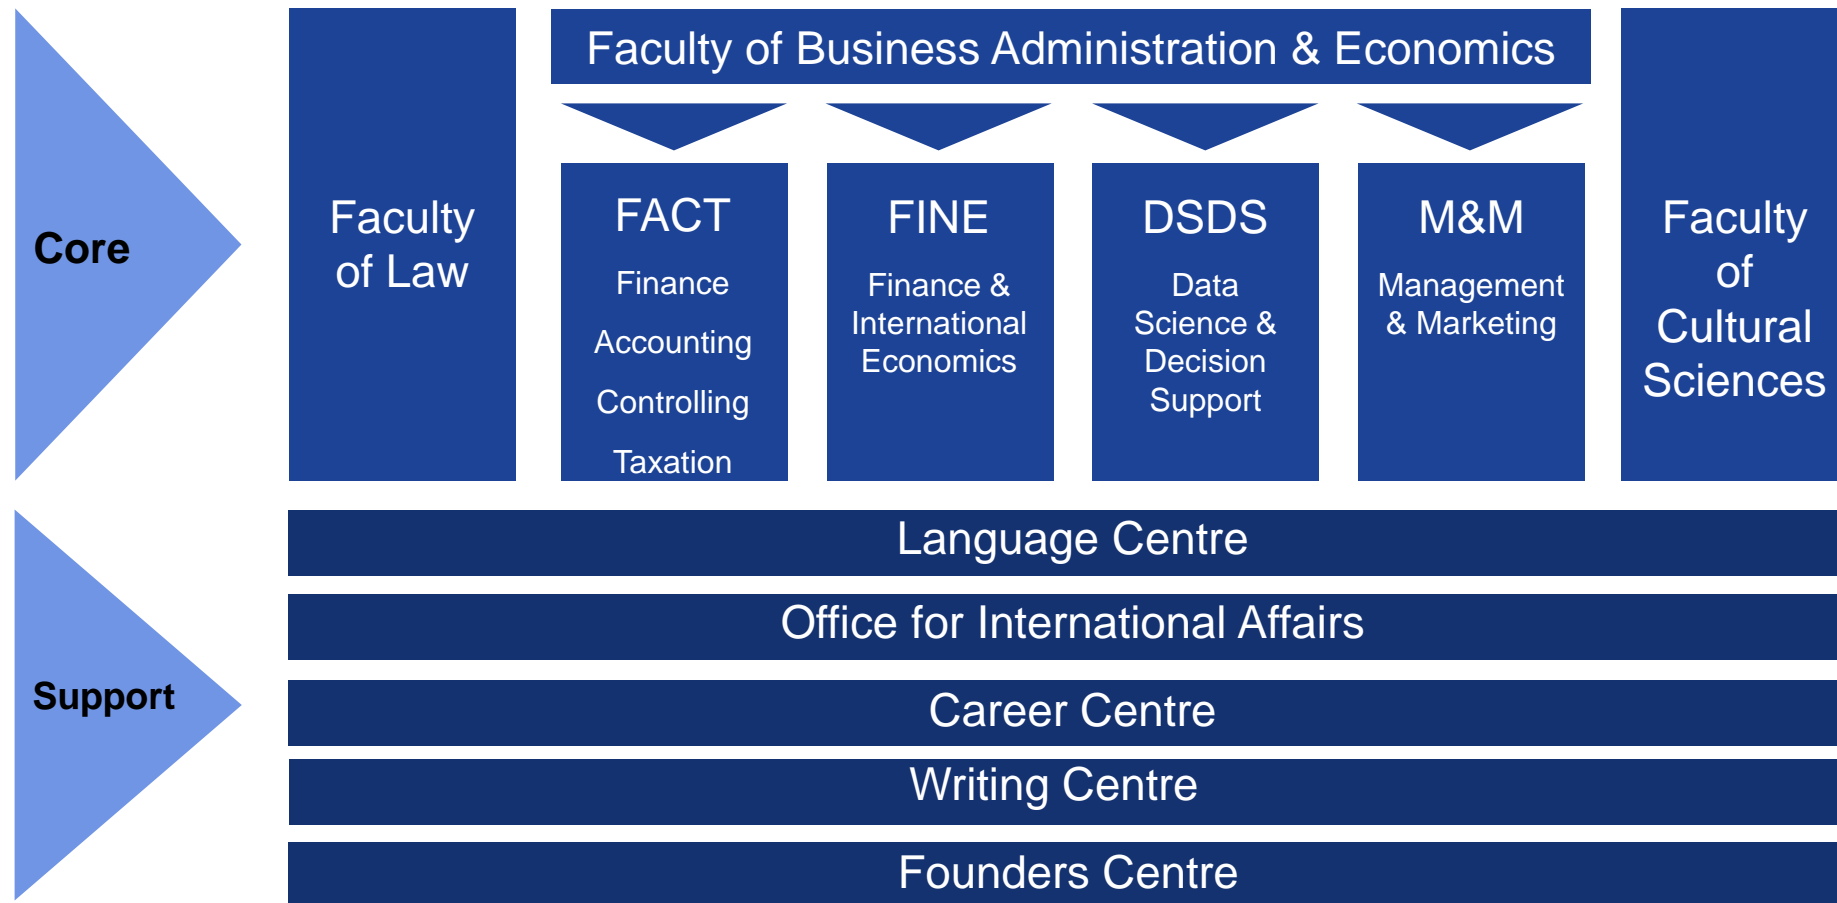 Core
Faculty
of Law
Faculty of Business Administration & Economics
FACT
Finance
Accounting
Controlling
Taxation
FINE
Finance &
International
Economics
DSDS
Data
Science &
Decision
Support
M&M
Management
& Marketing
Faculty
of
Cultural
Sciences
Support
Language Centre
Office for International Affairs
Career Centre
Writing Centre
Founders Centre